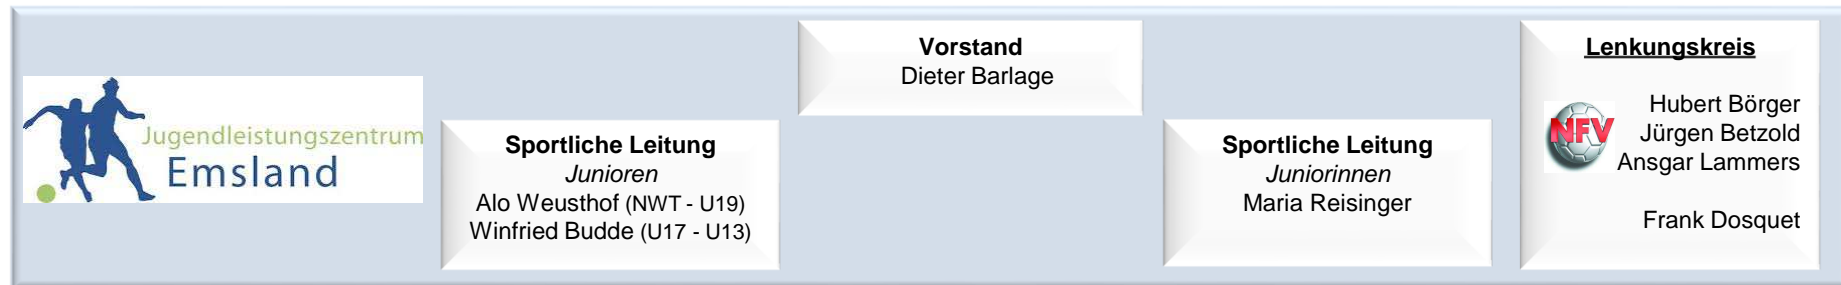 Jugendleistungszentrum
Emsland
Sportliche Leitung
Junioren
Alo Weusthof (NWT - U19)
Winfried Budde (U17 - U13)
Vorstand
Dieter Barlage
Sportliche Leitung
Juniorinnen
Maria Reisinger
Lenkungskreis
NFV
Hubert Börger
Jürgen Betzold
Ansgar Lammers
Frank Dosquet